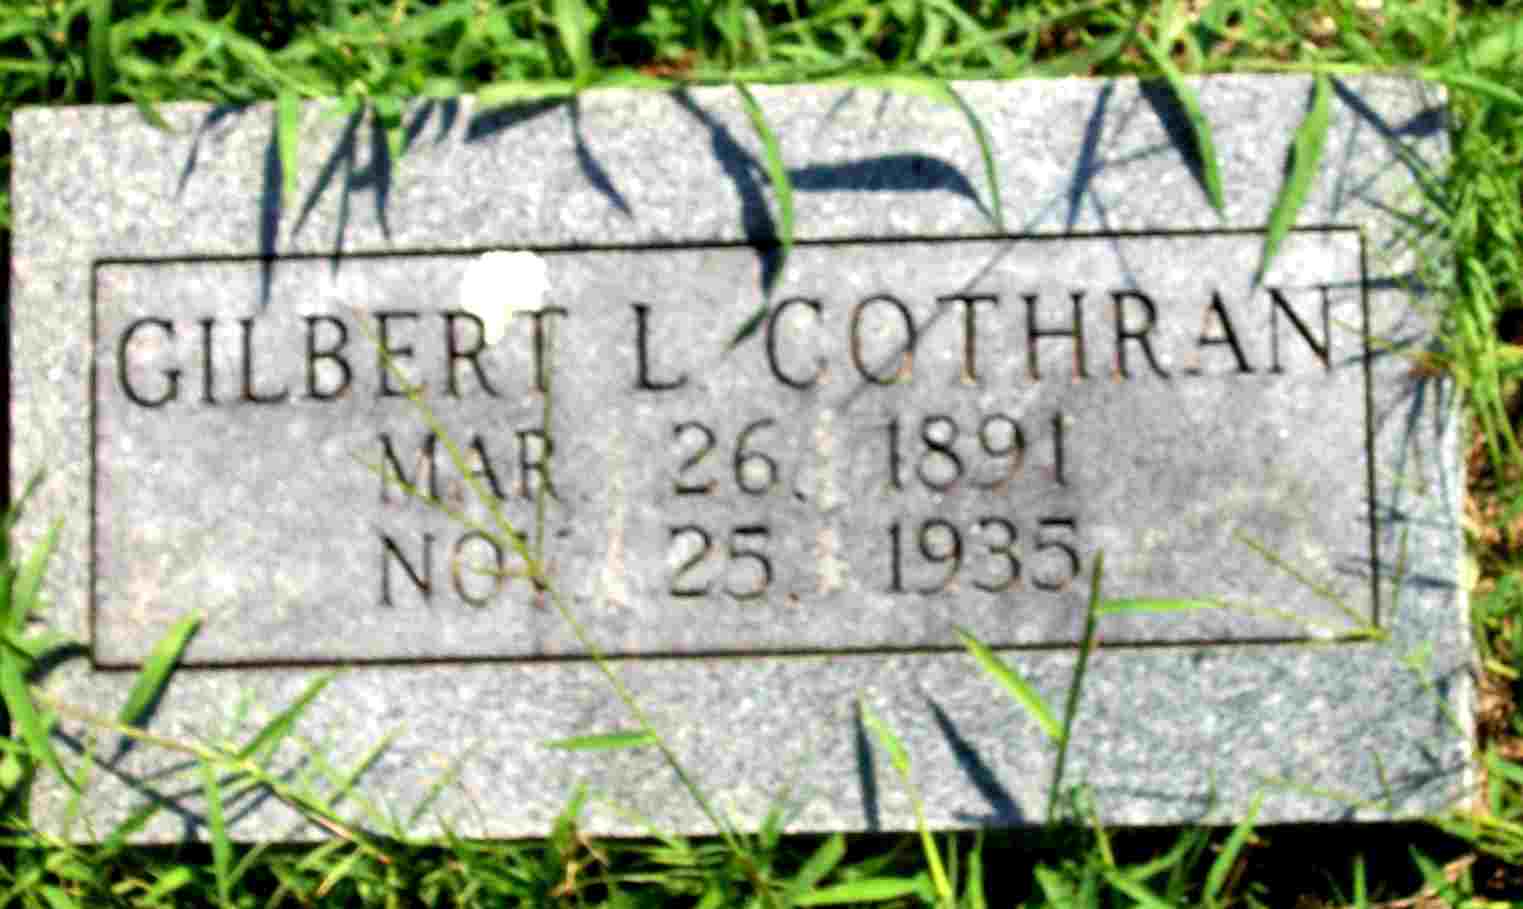 GILBERT L. COTHRAN
MAR. 26, 1891
NOV. 25, 1935